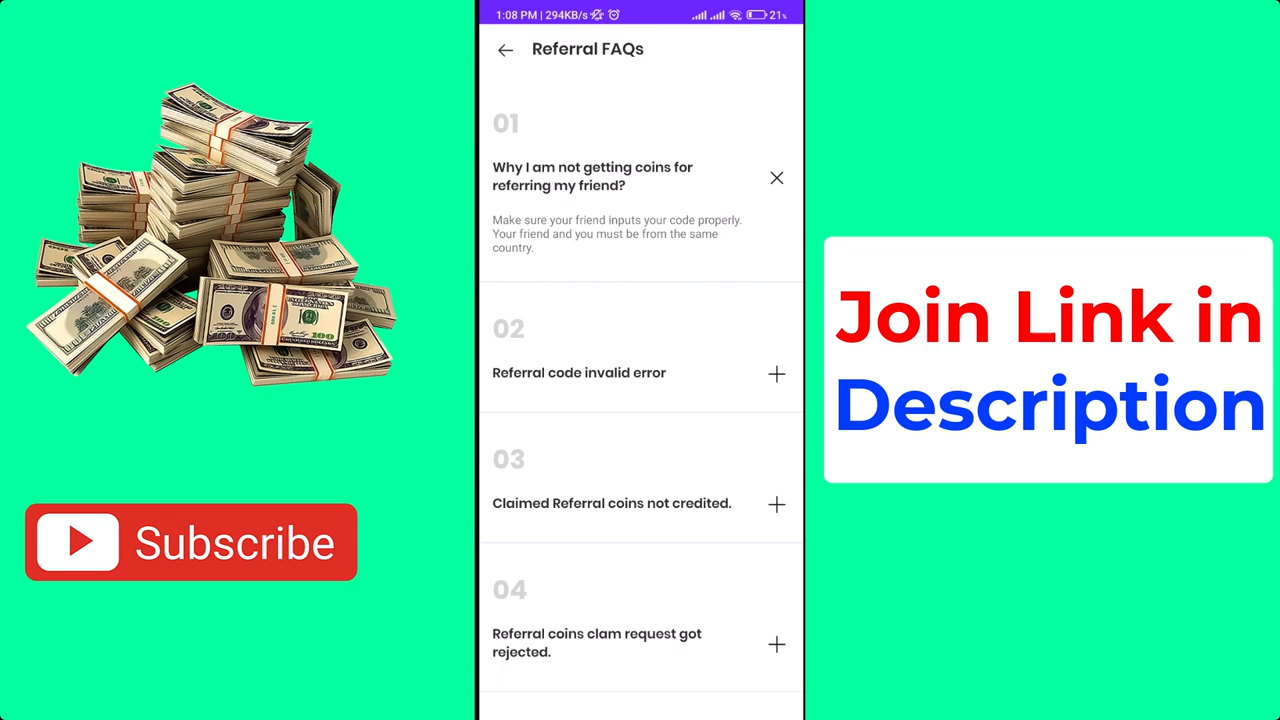 1:08 PM | 294KB/s
21%
Referral FAQs
01
Why I am not getting coins for
referring my friend?
Make sure your friend inputs your code properly.
Your friend and you must be from the same
country.
02
Referral code invalid error
03
Claimed Referral coins not credited.
04
Referral coins clam request got
rejected.
Subscribe
Join Link in
Description
100